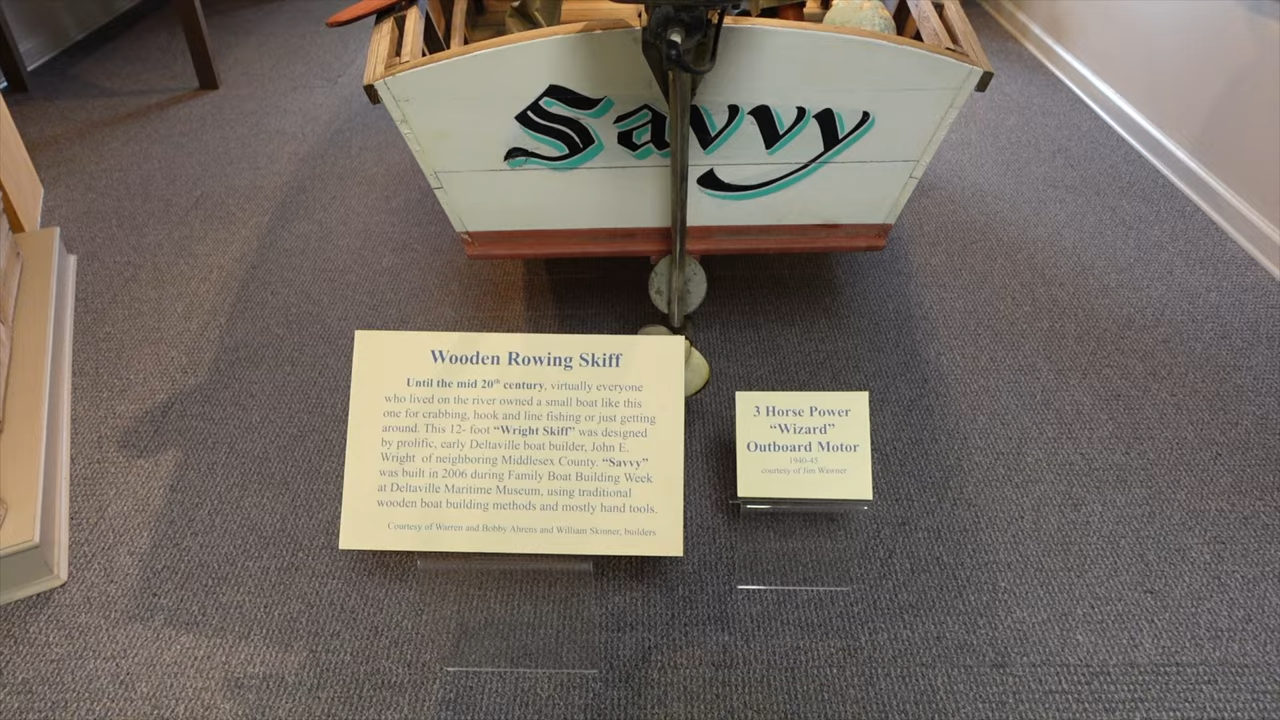 Savvy
Wooden Rowing Skiff
Until the mid 20th century, virtually everyone
who lived on the river owned a small boat like this
one for crabbing, hook and line fishing or just getting
around. This 12- foot “Wright Skiff” was designed
by prolific, early Deltaville boat builder, John E.
Wright of neighboring Middlesex County. “Savvy”
was built in 2006 during Family Boat Building Week
at Deltaville Maritime Museum, using traditional
wooden boat building methods and mostly hand tools.
Courtesy of Warren and Bobby Ahrens and William Skinner, builders
3 Horse Power
“Wizard”
Outboard Motor
1940-45
courtesy of Jim Wawner